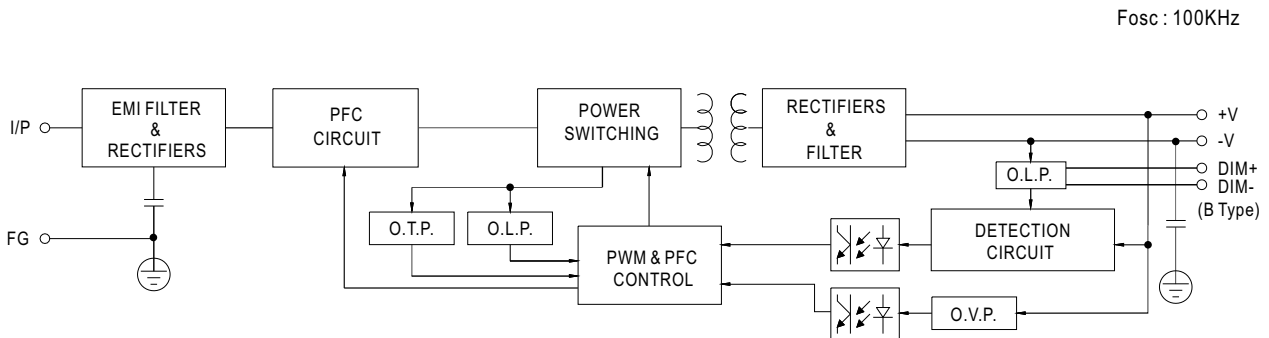 Fosc : 100KHz
I/P
EMI FILTER
&
RECTIFIERS
PFC
CIRCUIT
POWER
SWITCHING
RECTIFIERS
&
FILTER
+V
-V
DIM+
DIM-
(B Type)
O.L.P.
FG
O.T.P.
O.L.P.
PWM & PFC
CONTROL
DETECTION
CIRCUIT
O.V.P.